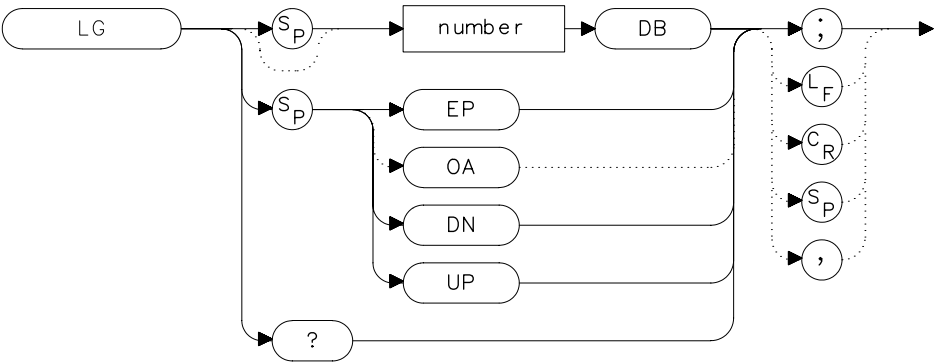 LG SP number DB ;
LF
SP EP
CR
OA
SP
DN
,
UP
?